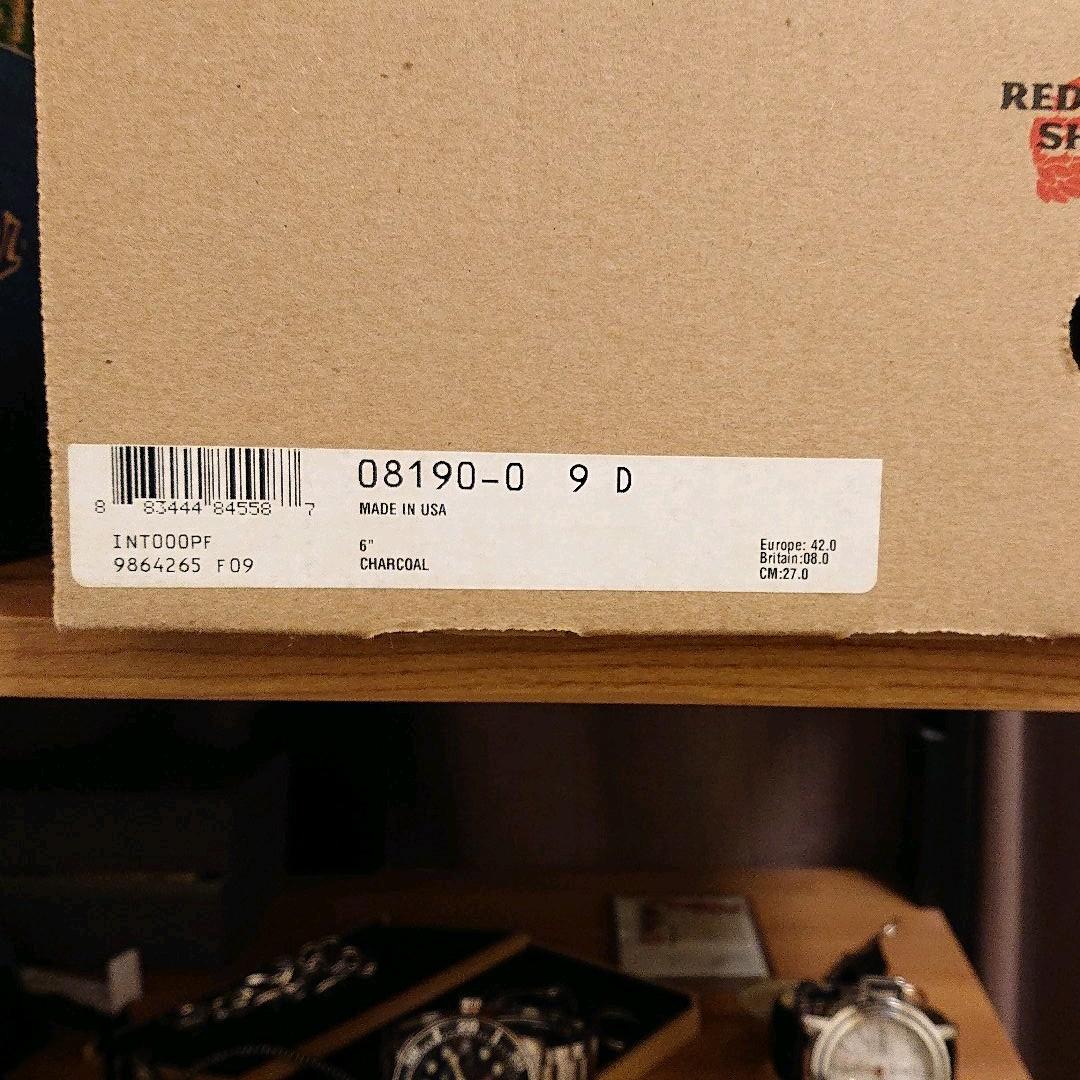 RED
SH
08190-0 9 D
8 83444 84558 7
MADE IN USA
INT000PF
9864265 F09
6"
CHARCOAL
Europe: 42.0
Britain:08.0
CM:27.0